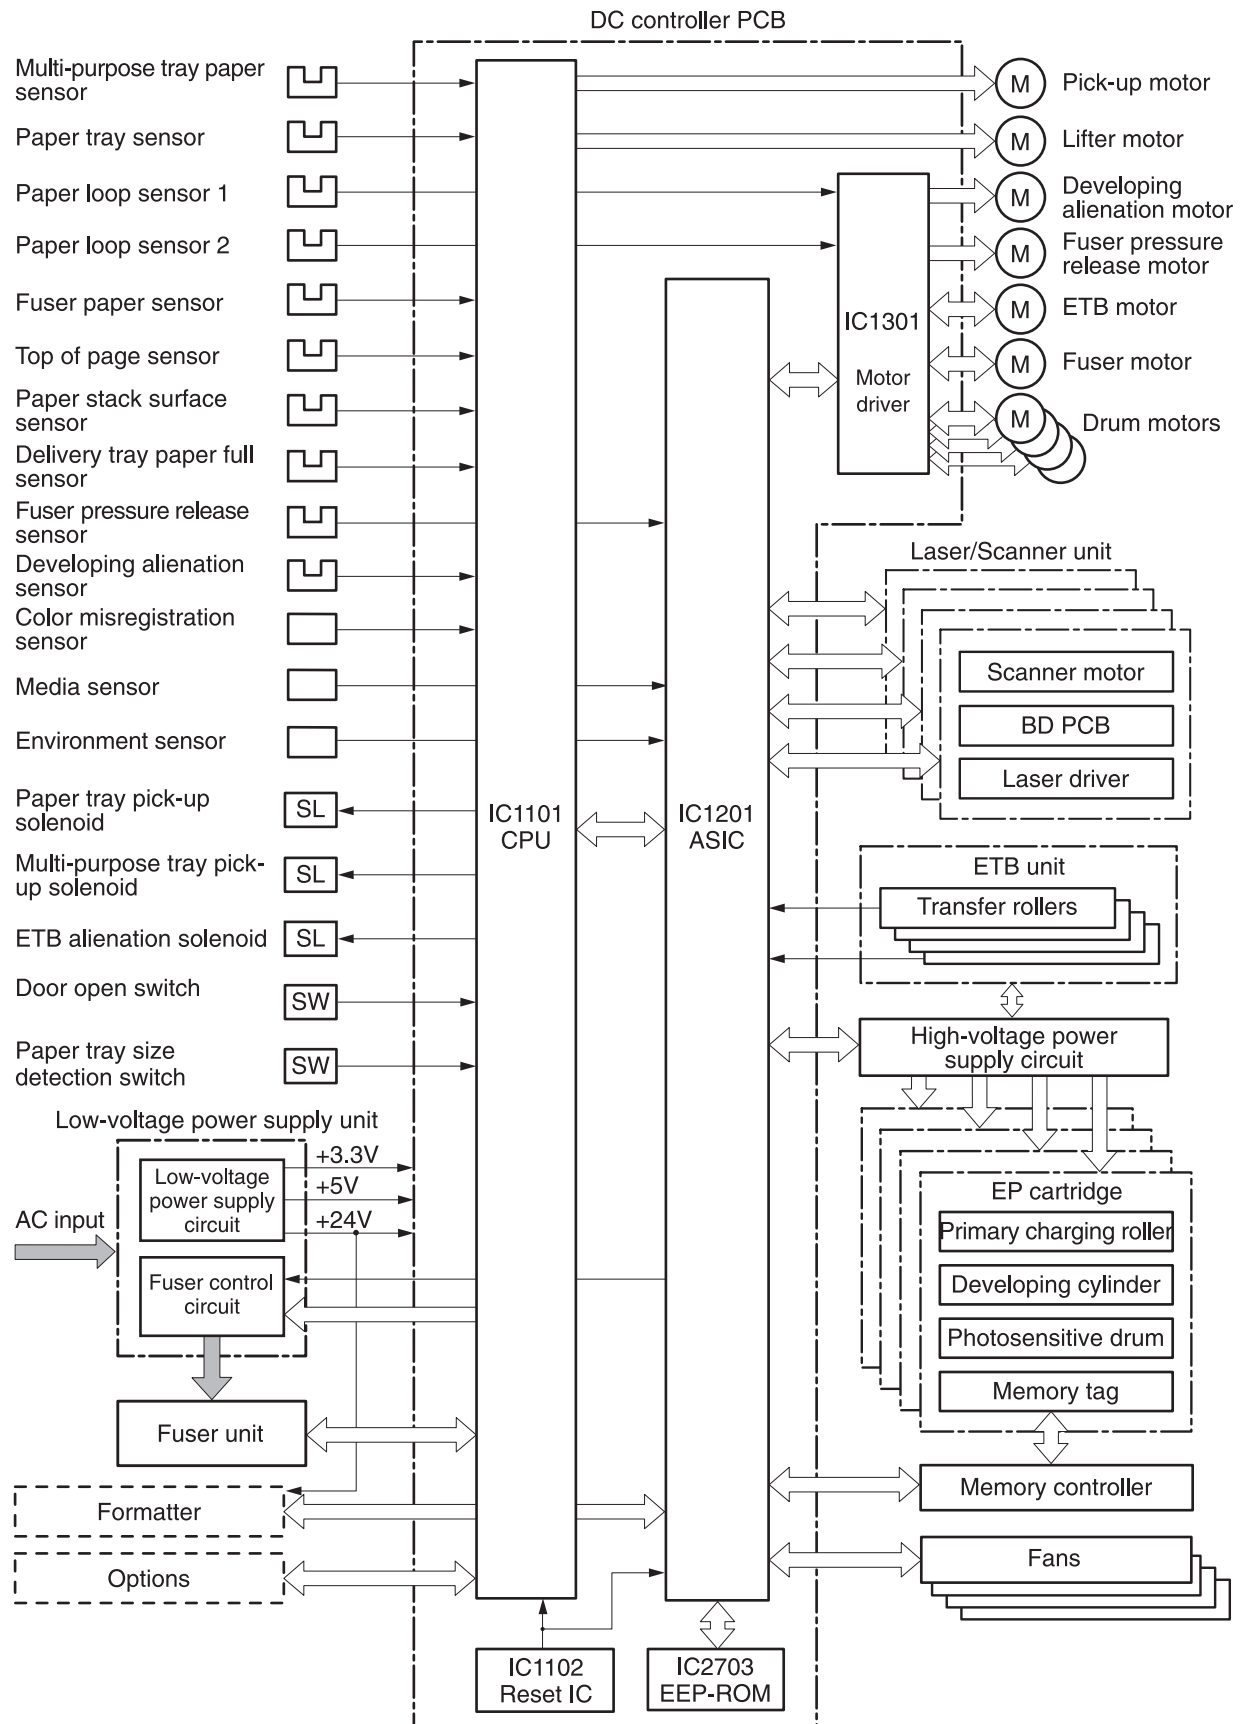 DC controller PCB
Multi-purpose tray paper
sensor
Paper tray sensor
Paper loop sensor 1
Paper loop sensor 2
Fuser paper sensor
Top of page sensor
Paper stack surface
sensor
Delivery tray paper full
sensor
Fuser pressure release
sensor
Developing alienation
sensor
Color misregistration
sensor
Media sensor
Environment sensor
Paper tray pick-up
solenoid
SL
Multi-purpose tray pick-
up solenoid
SL
ETB alienation solenoid
SL
Door open switch
SW
Paper tray size
detection switch
SW
Low-voltage power supply unit
Low-voltage
power supply
circuit
+3.3V
+5V
+24V
AC input
Fuser control
circuit
Fuser unit
Formatter
Options
IC1101
CPU
IC1201
ASIC
IC1102
Reset IC
IC2703
EEP-ROM
IC1301
Motor
driver
M
Pick-up motor
M
Lifter motor
M
Developing
alienation motor
M
Fuser pressure
release motor
M
ETB motor
M
Fuser motor
M
Drum motors
Laser/Scanner unit
Scanner motor
BD PCB
Laser driver
ETB unit
Transfer rollers
High-voltage power
supply circuit
EP cartridge
Primary charging roller
Developing cylinder
Photosensitive drum
Memory tag
Memory controller
Fans